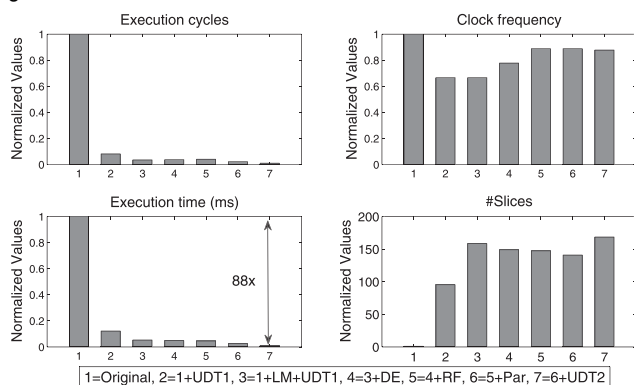 Execution cycles
Normalized Values
1
0.8
0.6
0.4
0.2
0
1 2 3 4 5 6 7
Clock frequency
Normalized Values
1
0.8
0.6
0.4
0.2
0
1 2 3 4 5 6 7
Execution time (ms)
Normalized Values
1
0.8
0.6
0.4
0.2
0
88x
1 2 3 4 5 6 7
#Slices
Normalized Values
200
150
100
50
0
1 2 3 4 5 6 7
1=Original, 2=1+UDT1, 3=1+LM+UDT1, 4=3+DE, 5=4+RF, 6=5+Par, 7=6+UDT2